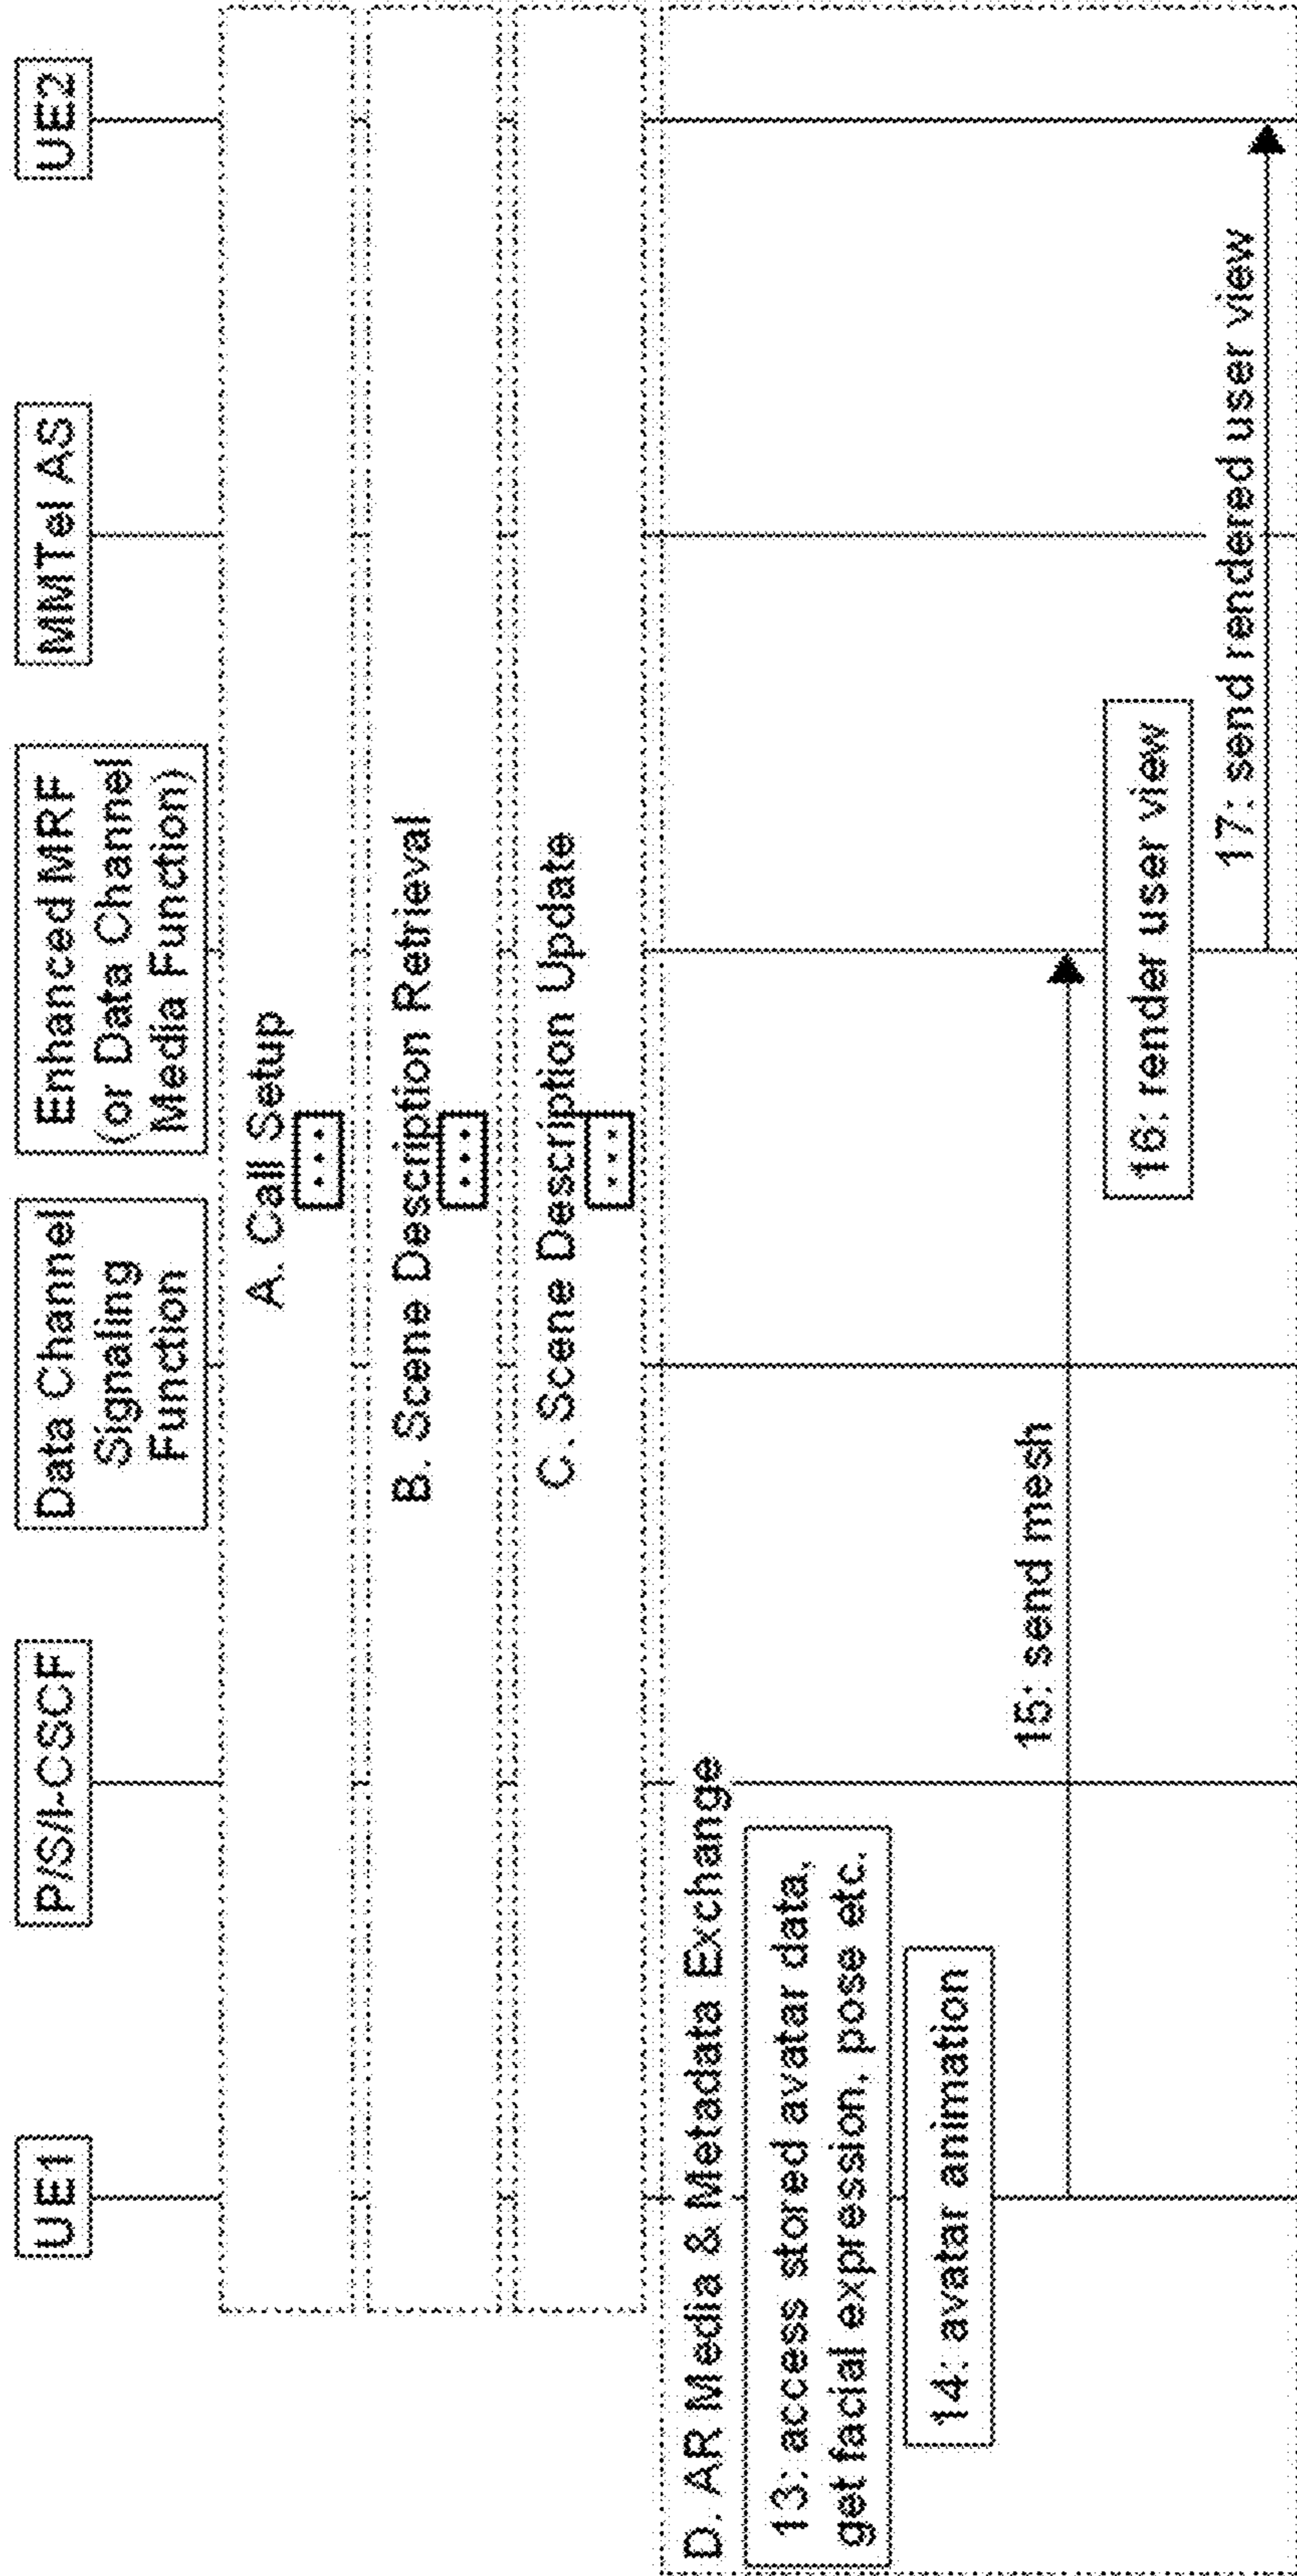 UE1
P/S/I-CSCF
Data Channel
Signaling
Function
Enhanced MRF
(or Data Channel
Media Function)
MMTel AS
UE2
A. Call Setup
...
B. Scene Description Retrieval
...
C. Scene Description Update
...
D. AR Media & Metadata Exchange
13: access stored avatar data,
get facial expression, pose etc.
14: avatar animation
15: send mesh
16: render user view
17: send rendered user view